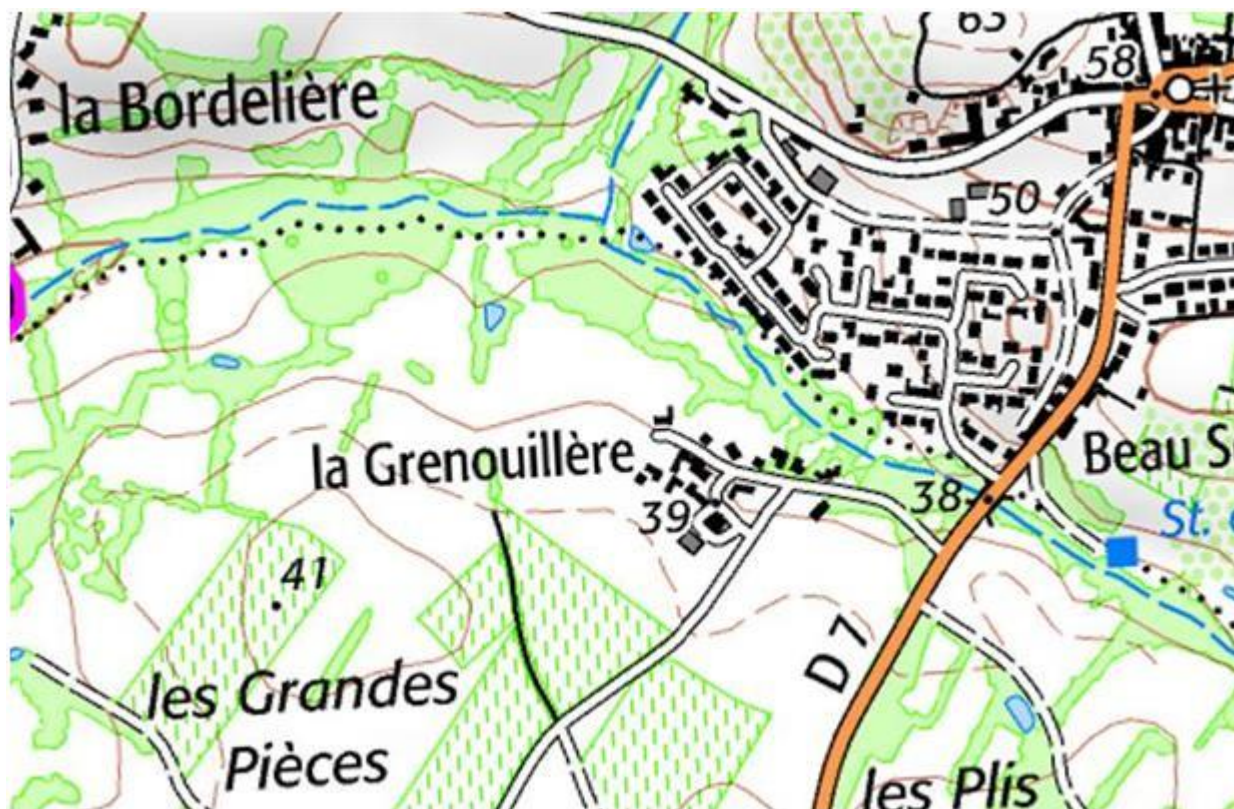 63
58
la Bordelière
50
Beau
la Grenouillère
38
39
St.
41
D 7
les Grandes
Pièces
les Plis